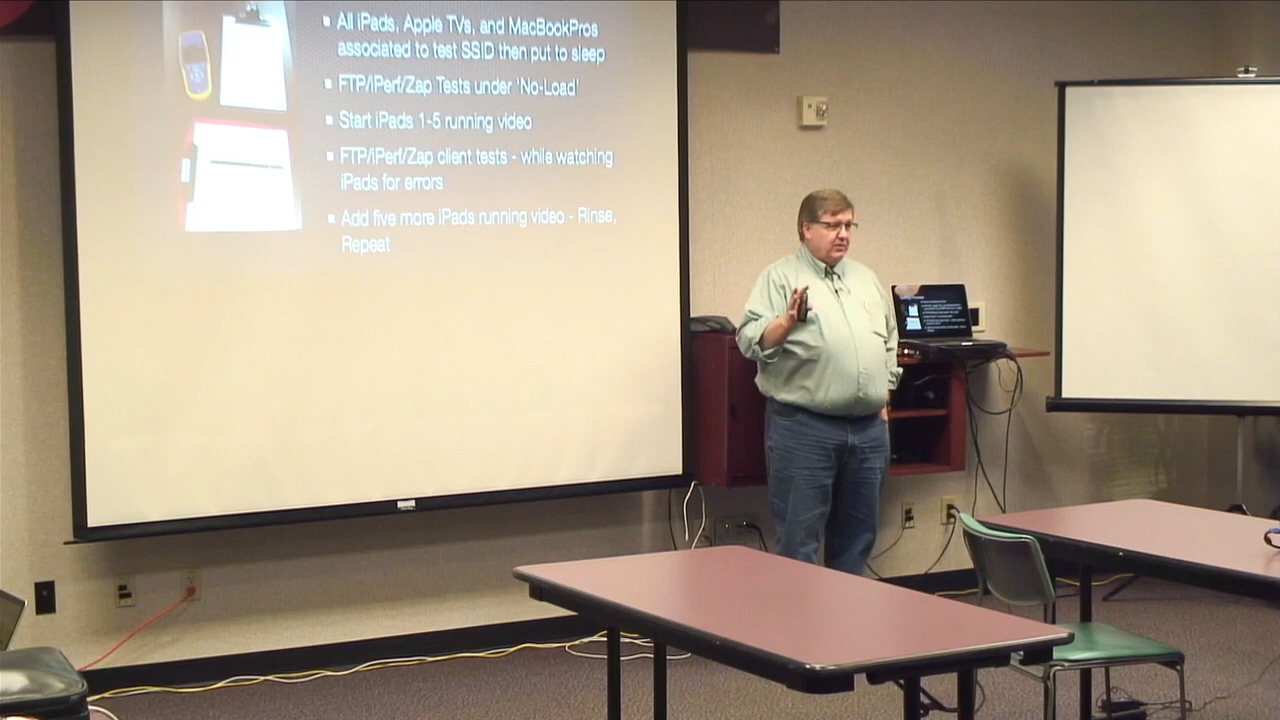 All iPads, Apple TVs, and MacBookPros
associated to test SSID then put to sleep
FTP/iPerf/Zap Tests under 'No-Load'
Start iPads 1-5 running video
FTP/iPerf/Zap client tests - while watching
iPads for errors
Add five more iPads running video - Rinse,
Repeat